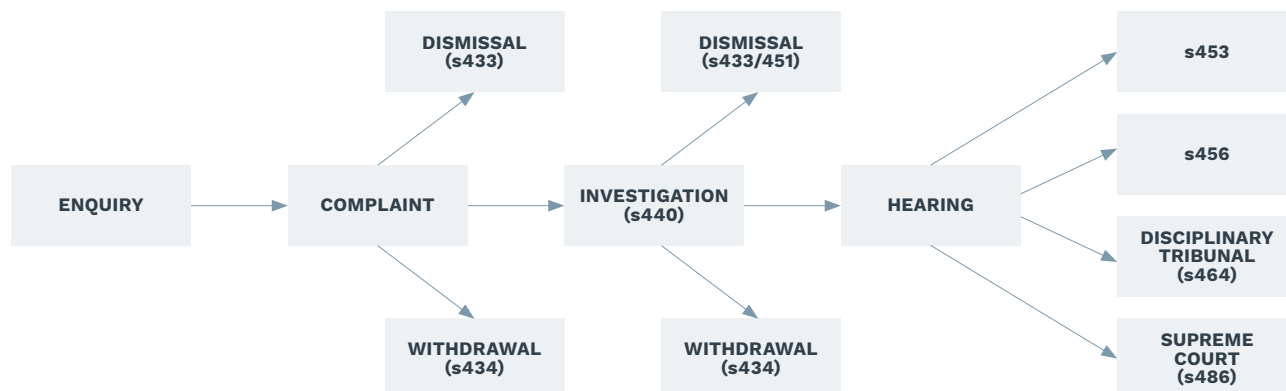 DISMISSAL
(s433)
DISMISSAL
(s433/451)
s453
s456
ENQUIRY
COMPLAINT
INVESTIGATION
(s440)
HEARING
DISCIPLINARY
TRIBUNAL
(s464)
WITHDRAWAL
(s434)
WITHDRAWAL
(s434)
SUPREME
COURT
(s486)